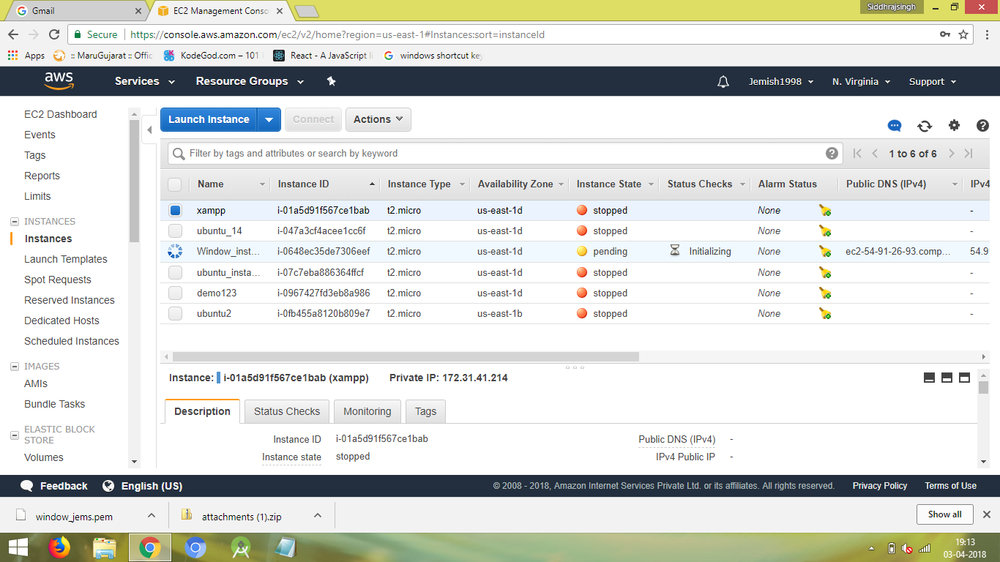 Gmail
EC2 Management Conso
Siddhrajsingh
Secure https://console.aws.amazon.com/ec2/v2/home?region=us-east-1#Instances:sort=instanceId
Apps :: MaruGujarat :: Offic KodeGod.com – 101 React - A JavaScript li windows shortcut key
aws Services Resource Groups Jemish1998 N. Virginia Support
EC2 Dashboard
Events
Tags
Reports
Limits
INSTANCES
Instances
Launch Templates
Spot Requests
Reserved Instances
Dedicated Hosts
Scheduled Instances
IMAGES
AMIs
Bundle Tasks
ELASTIC BLOCK
STORE
Volumes
Launch Instance Connect Actions
Filter by tags and attributes or search by keyword 1 to 6 of 6
Name Instance ID Instance Type Availability Zone Instance State Status Checks Alarm Status Public DNS (IPv4) IPv4
xampp i-01a5d91f567ce1bab t2.micro us-east-1d stopped None -
ubuntu_14 i-047a3cf4acee1cc6f t2.micro us-east-1d stopped None -
Window_inst... i-0648ec35de7306eef t2.micro us-east-1d pending Initializing None ec2-54-91-26-93.comp... 54.9
ubuntu_insta... i-07c7eba886364ffcf t2.micro us-east-1d stopped None -
demo123 i-0967427fd3eb8a986 t2.micro us-east-1d stopped None -
ubuntu2 i-0fb455a8120b809e7 t2.micro us-east-1b stopped None -
Instance: i-01a5d91f567ce1bab (xampp) Private IP: 172.31.41.214
Description Status Checks Monitoring Tags
Instance ID i-01a5d91f567ce1bab Public DNS (IPv4) -
Instance state stopped IPv4 Public IP -
Feedback English (US) © 2008 - 2018, Amazon Internet Services Private Ltd. or its affiliates. All rights reserved. Privacy Policy Terms of Use
window_jems.pem attachments (1).zip Show all
19:13
03-04-2018